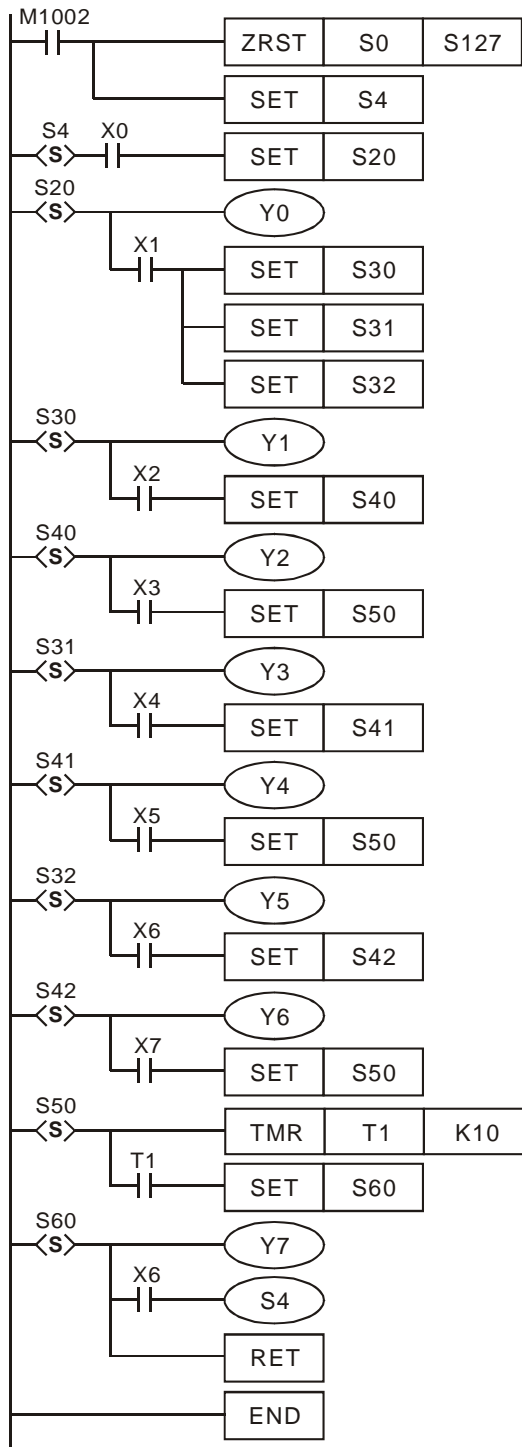 M1002
ZRST S0 S127
SET S4
S4 X0
S SET S20
S20
S Y0
X1
SET S30
SET S31
SET S32
S30
S Y1
X2
SET S40
S40
S Y2
X3
SET S50
S31
S Y3
X4
SET S41
S41
S Y4
X5
SET S50
S32
S Y5
X6
SET S42
S42
S Y6
X7
SET S50
S50
S TMR T1 K10
T1
SET S60
S60
S Y7
X6
S4
RET
END